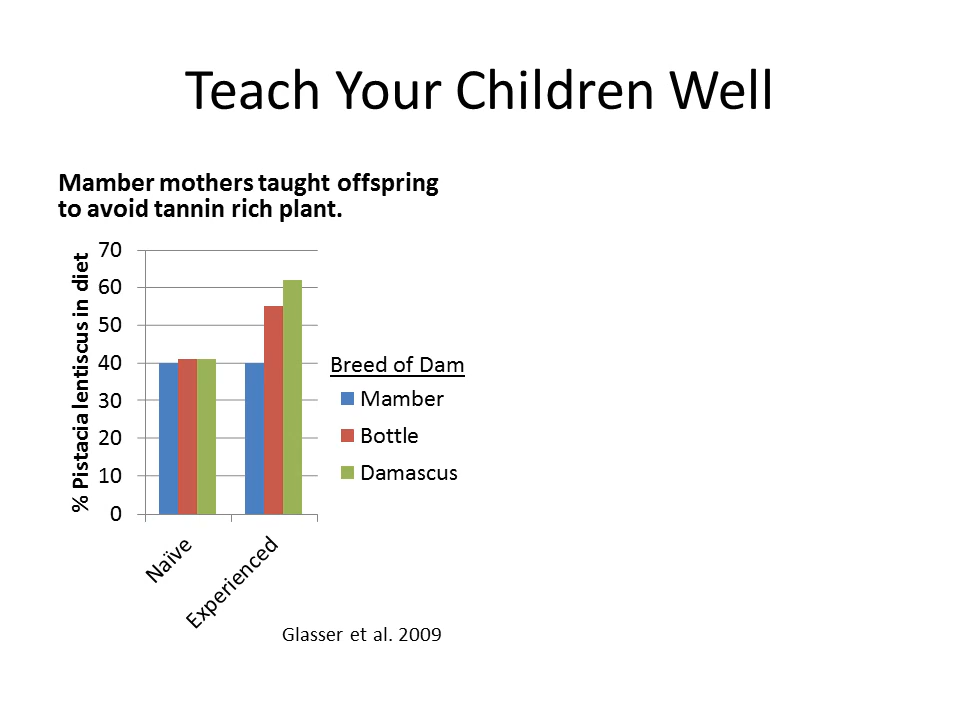 Teach Your Children Well
Mamber mothers taught offspring
to avoid tannin rich plant.
% Pistacia lentiscus in diet
70
60
50
40
30
20
10
0
Naïve
Experienced
Breed of Dam
Mamber
Bottle
Damascus
Glasser et al. 2009